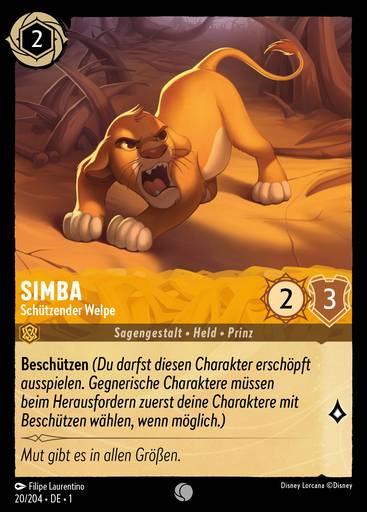 2
SIMBA
Schützender Welpe
2
3
Sagengestalt • Held • Prinz
Beschützen (Du darfst diesen Charakter erschöpft
ausspielen. Gegnerische Charaktere müssen
beim Herausfordern zuerst deine Charaktere mit
Beschützen wählen, wenn möglich.)
Mut gibt es in allen Größen.
Filipe Laurentino
20/204 • DE • 1
Disney Lorcana ©Disney